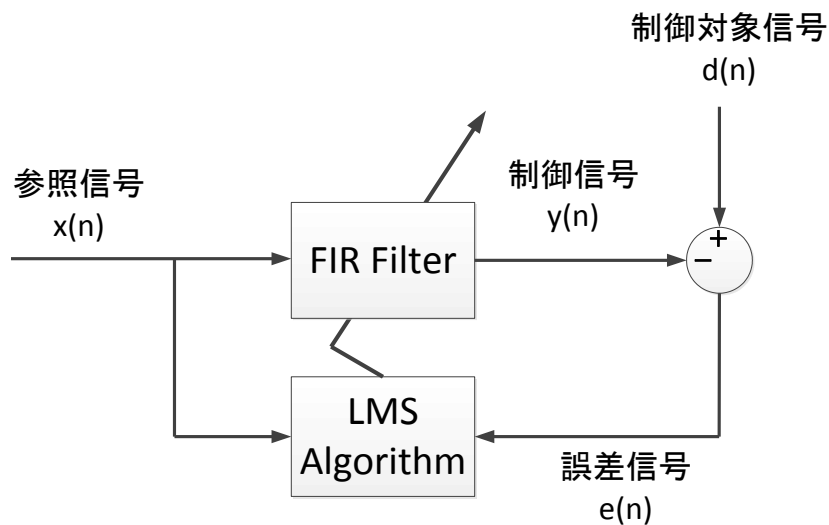 制御対象信号
d(n)
参照信号
x(n)
制御信号
y(n)
FIR Filter
+
−
LMS
Algorithm
誤差信号
e(n)